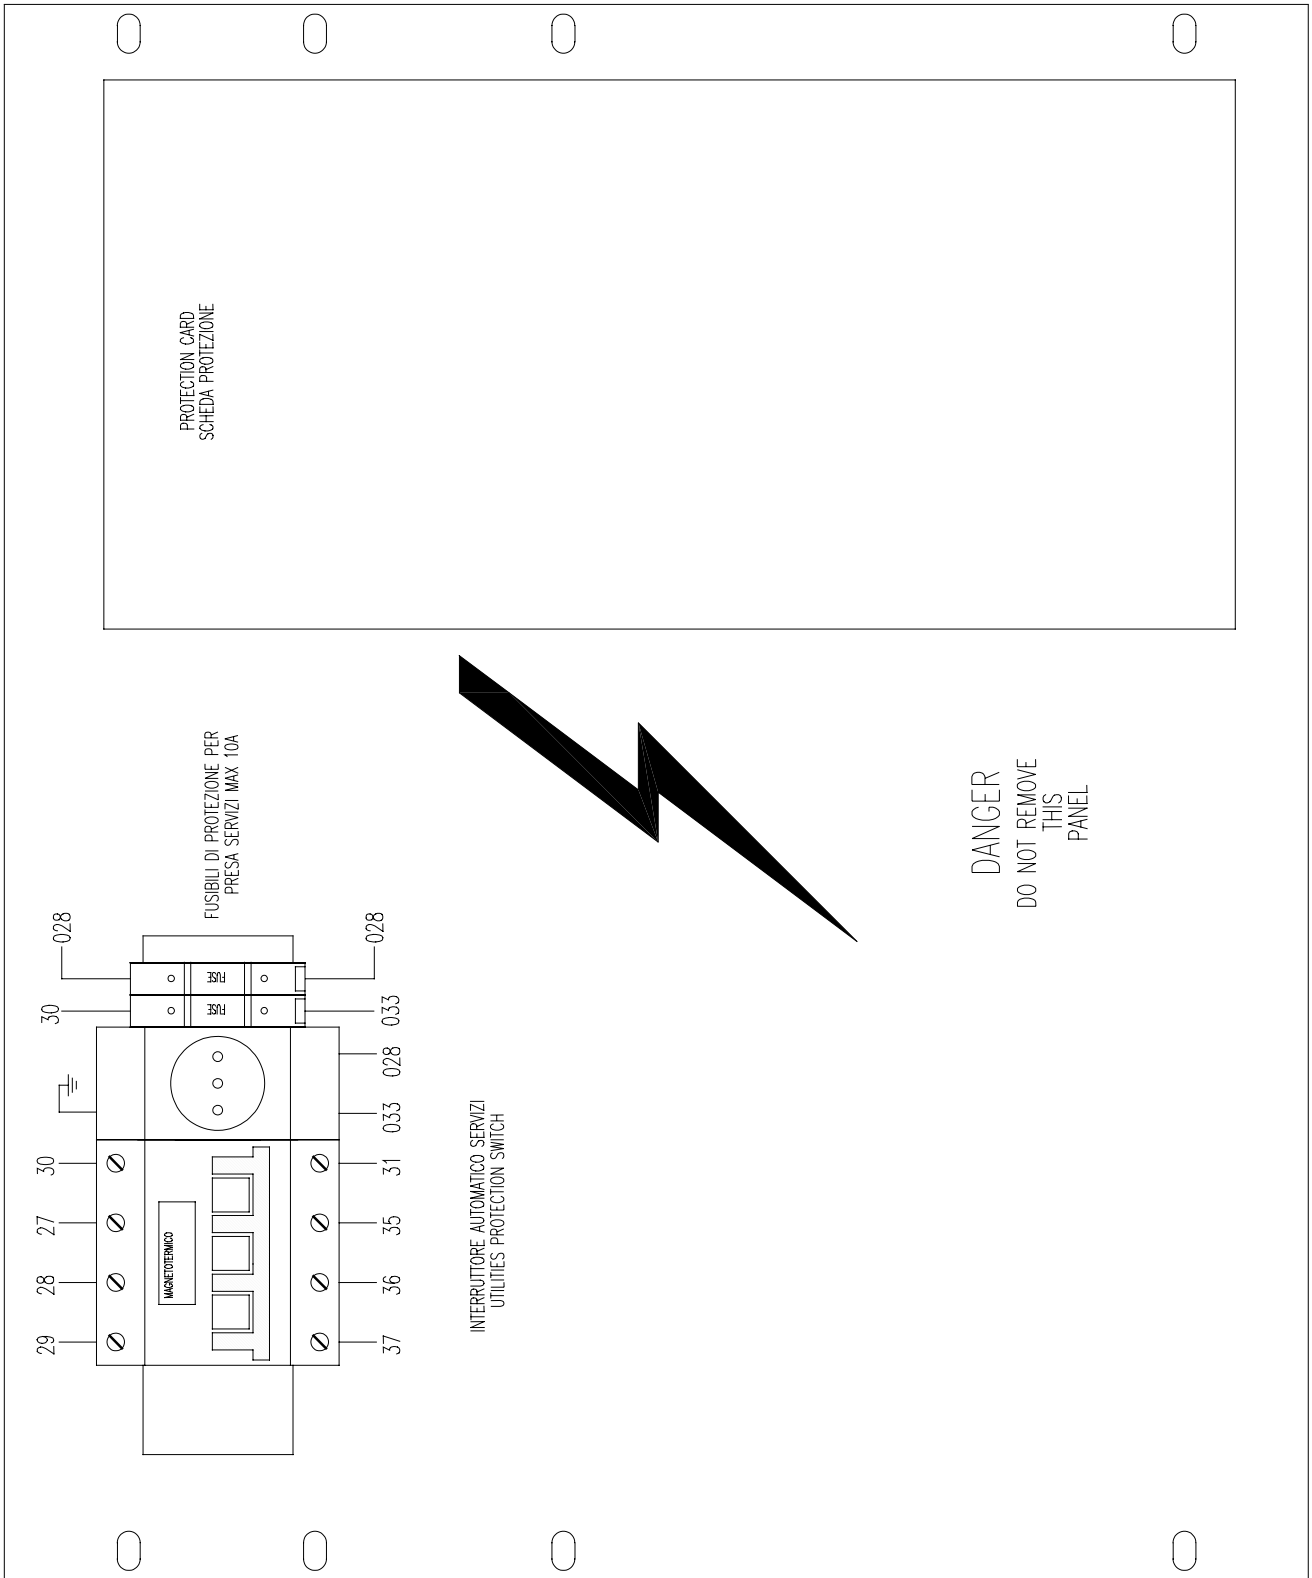 PROTECTION CARD
SCHEDA PROTEZIONE
FUSIBILI DI PROTEZIONE PER
PRESA SERVIZI MAX 10A
DANGER
DO NOT REMOVE
THIS
PANEL
028
30
30
27
28
29
FUSE
FUSE
MAGNETOTERMICO
028
033
028
033
31
35
36
37
INTERRUTTORE AUTOMATICO SERVIZI
UTILITIES PROTECTION SWITCH